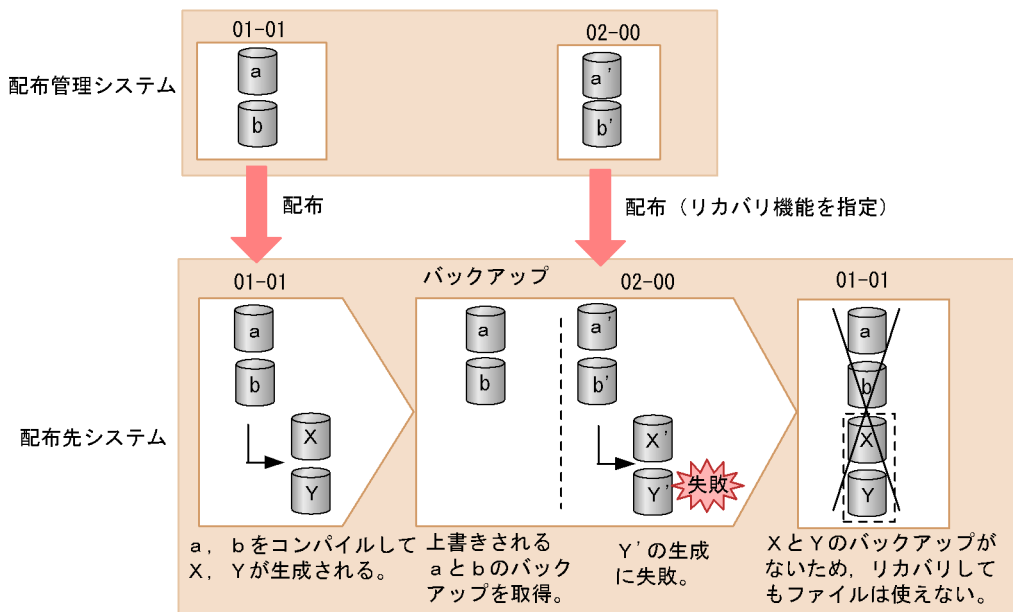 01-01
02-00
配布管理システム
a
b
a'
b'
配布
配布（リカバリ機能を指定）
01-01
バックアップ
02-00
01-01
配布先システム
a
b
X
Y
a
b
a'
b'
X'
Y'
失敗
a
b
X
Y
a，bをコンパイルして
X，Yが生成される。
上書きされる
aとbのバック
アップを取得。
Y'の生成
に失敗。
XとYのバックアップが
ないため，リカバリして
もファイルは使えない。